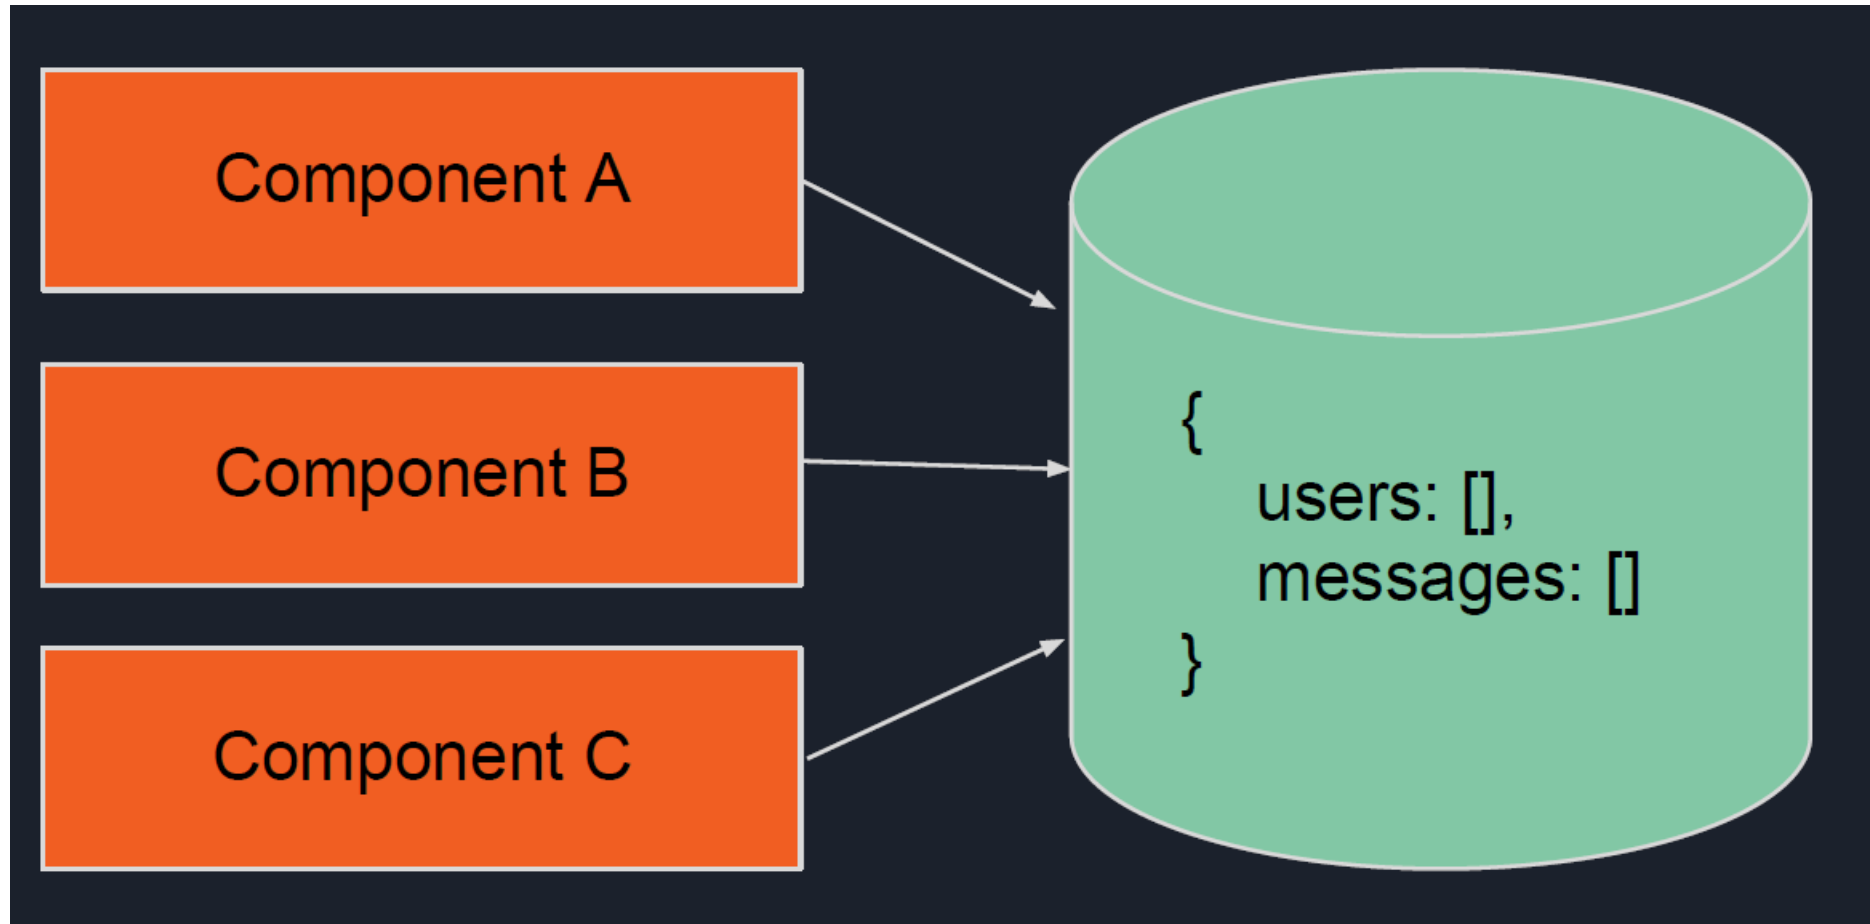 Component A
Component B
Component C
{
users: [],
messages: []
}